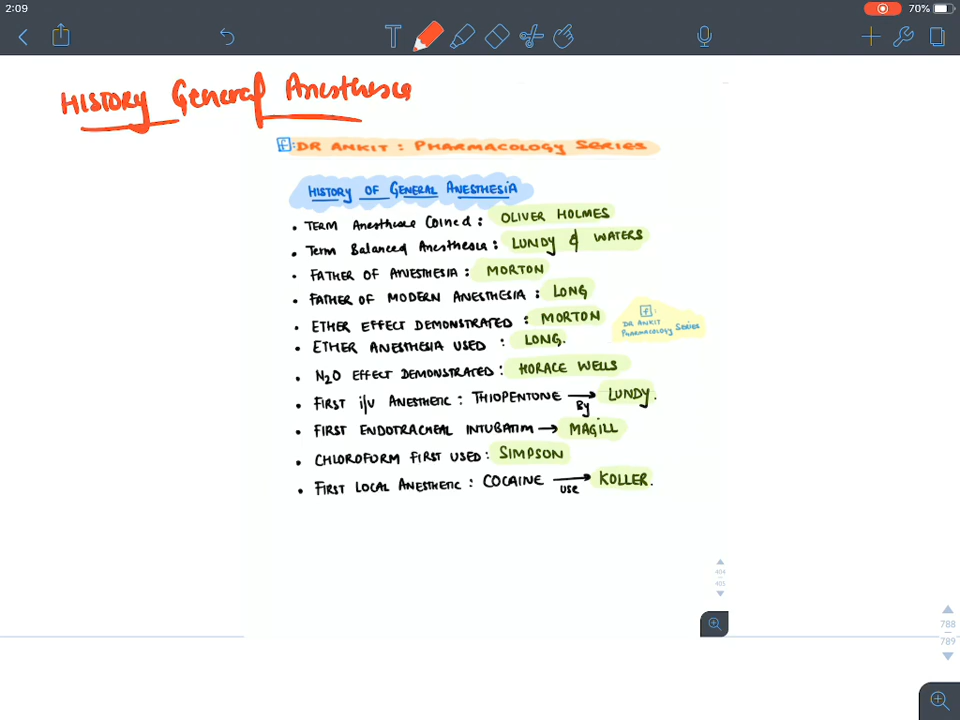 2:09
70%
HISTORY General Anesthesia
f: DR ANKIT: PHARMACOLOGY SERIES
HISTORY OF GENERAL ANESTHESIA
• TERM Anesthesia Coined: OLIVER HOLMES
• Term Balanced Anesthesia: LUNDY & WATERS
• FATHER OF ANESTHESIA: MORTON
• FATHER OF MODERN ANESTHESIA: LONG
• ETHER EFFECT DEMONSTRATED: MORTON
• ETHER ANESTHESIA USED: LONG.
f:
DR ANKIT
PHARMACOLOGY SERIES
• N2O EFFECT DEMONSTRATED: HORACE WELLS
• FIRST i/v ANESTHETIC: THIOPENTONE → By LUNDY.
• FIRST ENDOTRACHEAL INTUBATION → MAGILL
• CHLOROFORM FIRST USED: SIMPSON
• FIRST LOCAL ANESTHETIC: COCAINE → USE KOLLER.
404
405
788
789